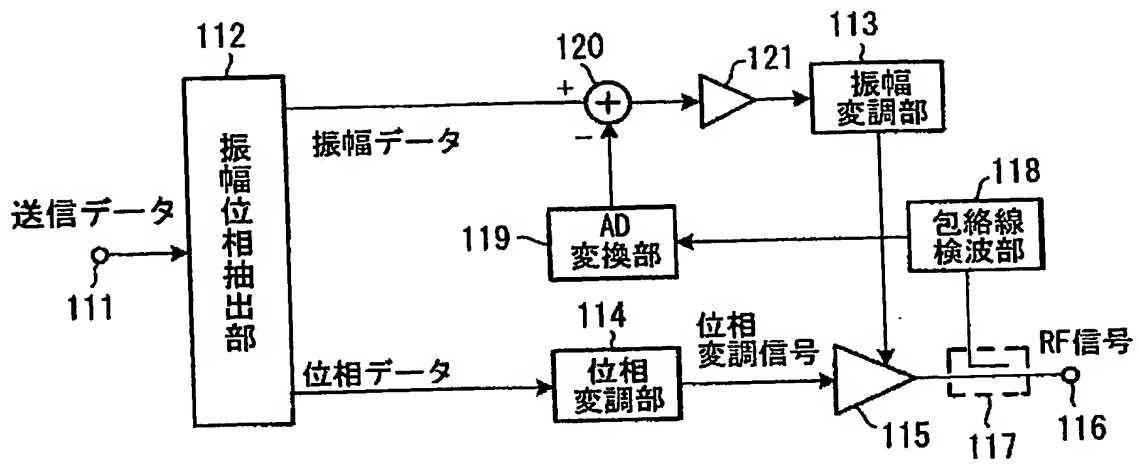 112
120
121
113
振幅
変調部
+
+
−
振幅データ
振幅位相抽出部
送信データ
111
118
包絡線
検波部
119
AD
変換部
114
位相データ
位相
変調部
位相
変調信号
RF信号
115
117
116